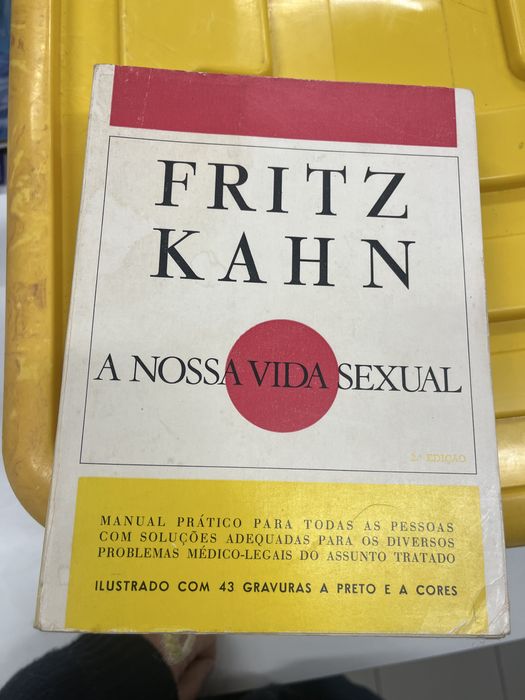 FRITZ
KAHN
A NOSSA VIDA SEXUAL
2.ª EDIÇÃO
MANUAL PRÁTICO PARA TODAS AS PESSOAS
COM SOLUÇÕES ADEQUADAS PARA OS DIVERSOS
PROBLEMAS MÉDICO-LEGAIS DO ASSUNTO TRATADO
ILUSTRADO COM 43 GRAVURAS A PRETO E A CORES